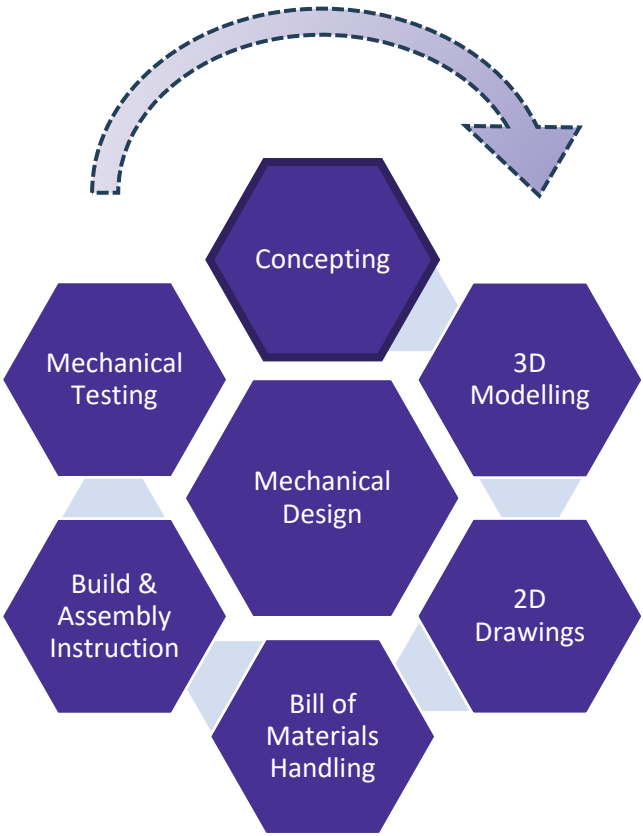 Concepting
3D
Modelling
2D
Drawings
Bill of
Materials
Handling
Build &
Assembly
Instruction
Mechanical
Testing
Mechanical
Design